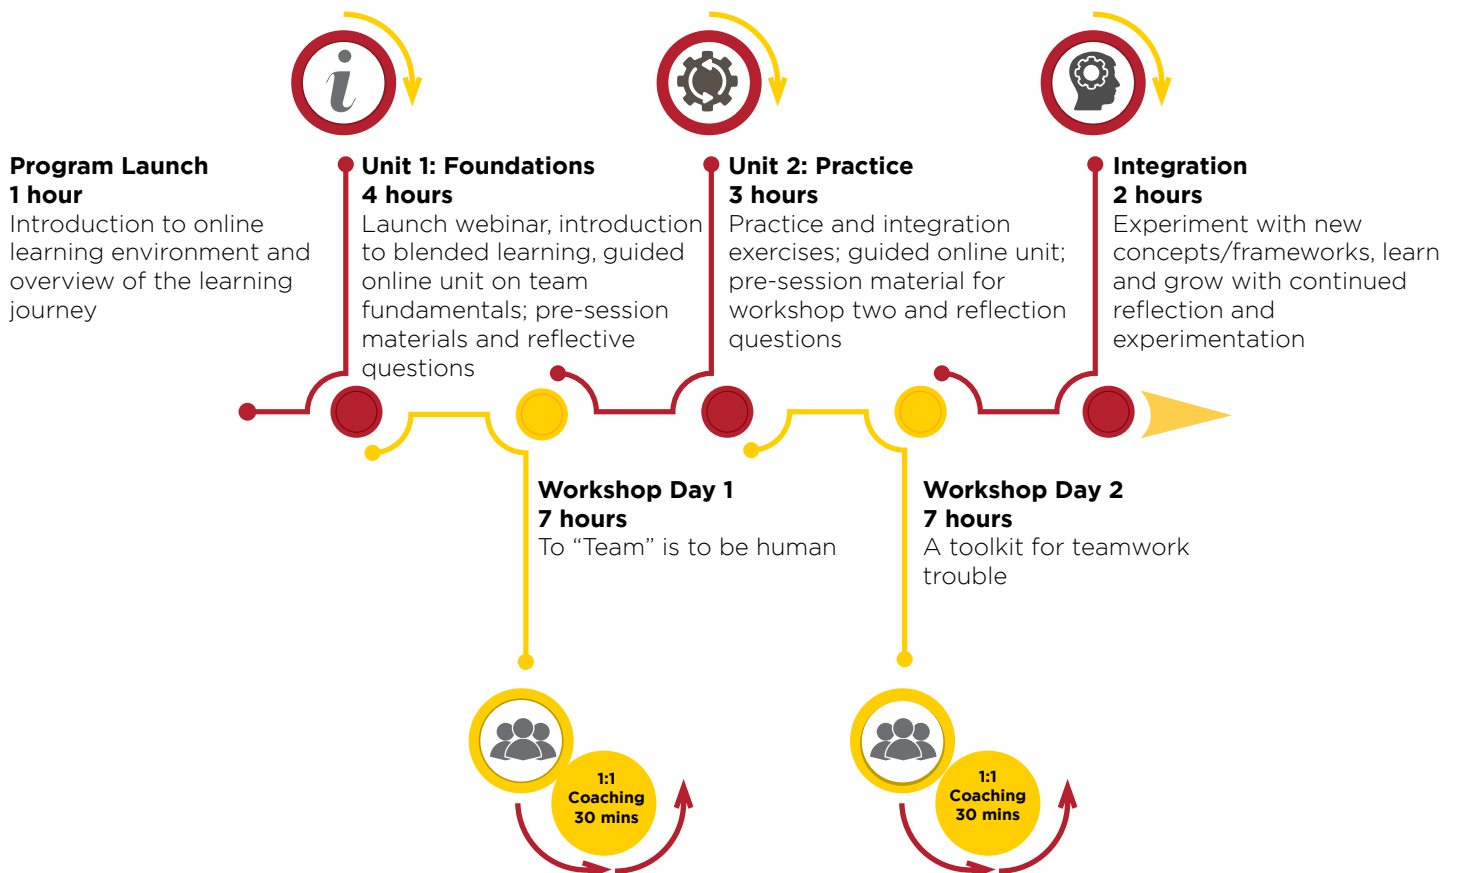 Program Launch
1 hour
Introduction to online
learning environment and
overview of the learning
journey
Unit 1: Foundations
4 hours
Launch webinar, introduction
to blended learning, guided
online unit on team
fundamentals; pre-session
materials and reflective
questions
Unit 2: Practice
3 hours
Practice and integration
exercises; guided online unit;
pre-session material for
workshop two and reflection
questions
Integration
2 hours
Experiment with new
concepts/frameworks, learn
and grow with continued
reflection and
experimentation
Workshop Day 1
7 hours
To “Team” is to be human
Workshop Day 2
7 hours
A toolkit for teamwork
trouble
1:1
Coaching
30 mins
1:1
Coaching
30 mins